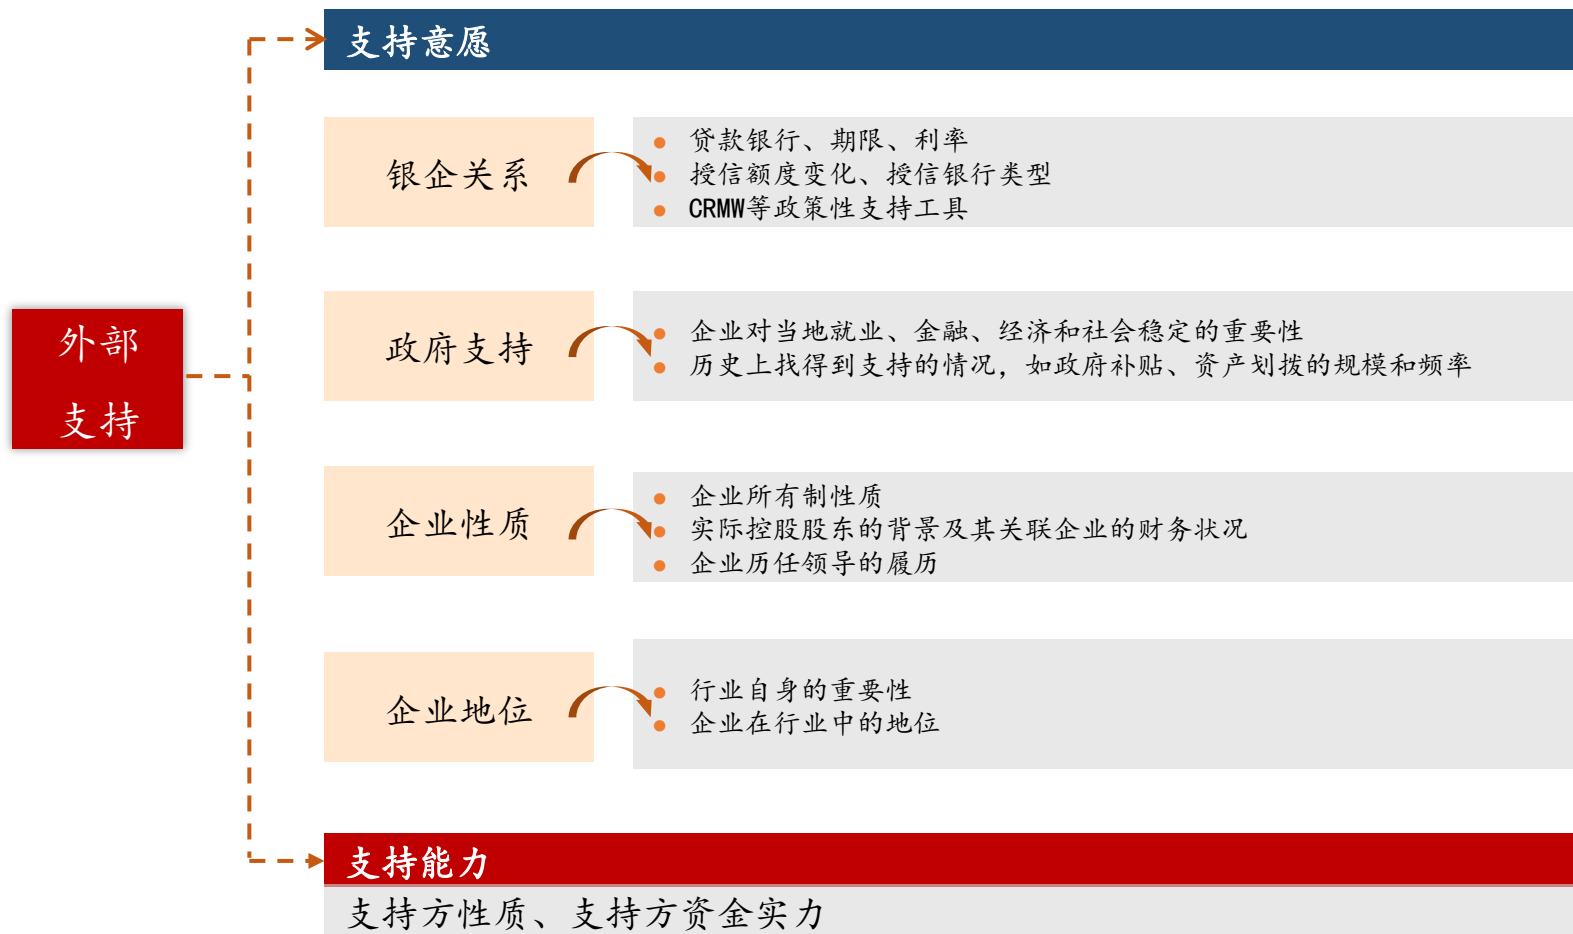 外部
支持
支持意愿
银企关系
贷款银行、期限、利率
授信额度变化、授信银行类型
CRMW等政策性支持工具
政府支持
企业对当地就业、金融、经济和社会稳定的重要性
历史上找得到支持的情况，如政府补贴、资产划拨的规模和频率
企业性质
企业所有制性质
实际控股股东的背景及其关联企业的财务状况
企业历任领导的履历
企业地位
行业自身的重要性
企业在行业中的地位
支持能力
支持方性质、支持方资金实力